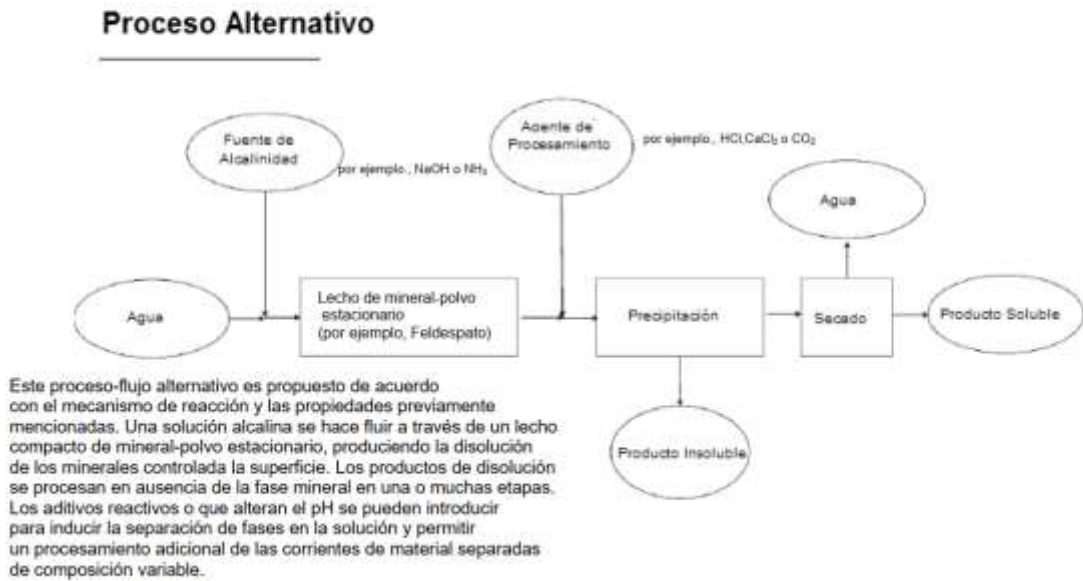 Proceso Alternativo
Fuente de
Alcalinidad
por ejemplo., NaOH o NH₃
Agente de
Procesamiento
por ejemplo., HCl,CaCl₂ o CO₂
Agua
Agua
Lecho de mineral-polvo
estacionario
(por ejemplo, Feldespato)
Precipitación
Secado
Producto Soluble
Producto Insoluble
Este proceso-flujo alternativo es propuesto de acuerdo
con el mecanismo de reacción y las propiedades previamente
mencionadas. Una solución alcalina se hace fluir a través de un lecho
compacto de mineral-polvo estacionario, produciendo la disolución
de los minerales controlada la superficie. Los productos de disolución
se procesan en ausencia de la fase mineral en una o muchas etapas.
Los aditivos reactivos o que alteran el pH se pueden introducir
para inducir la separación de fases en la solución y permitir
un procesamiento adicional de las corrientes de material separadas
de composición variable.